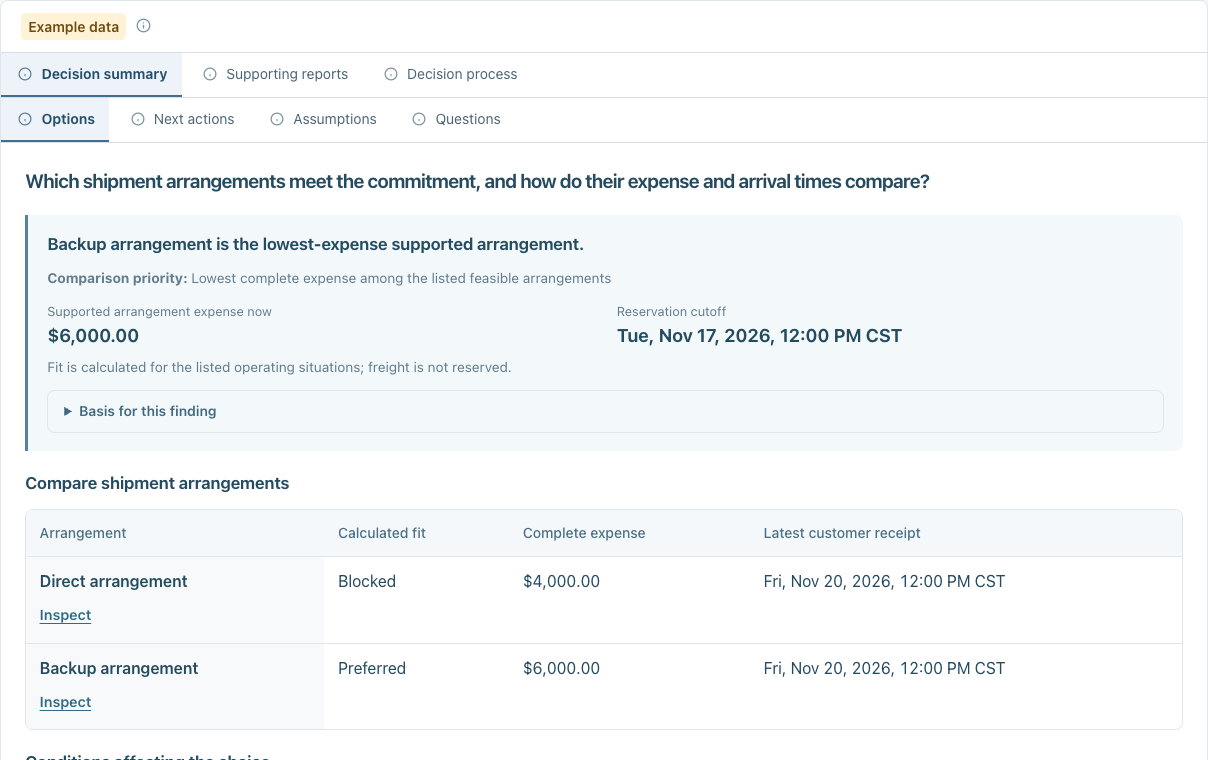 Example data
Decision summary
Supporting reports
Decision process
Options
Next actions
Assumptions
Questions
Which shipment arrangements meet the commitment, and how do their expense and arrival times compare?
Backup arrangement is the lowest-expense supported arrangement.
Comparison priority: Lowest complete expense among the listed feasible arrangements
Supported arrangement expense now
$6,000.00
Reservation cutoff
Tue, Nov 17, 2026, 12:00 PM CST
Fit is calculated for the listed operating situations; freight is not reserved.
Basis for this finding
Compare shipment arrangements
Arrangement Calculated fit Complete expense Latest customer receipt
Direct arrangement Blocked $4,000.00 Fri, Nov 20, 2026, 12:00 PM CST
Inspect
Backup arrangement Preferred $6,000.00 Fri, Nov 20, 2026, 12:00 PM CST
Inspect
Conditions affecting the choice